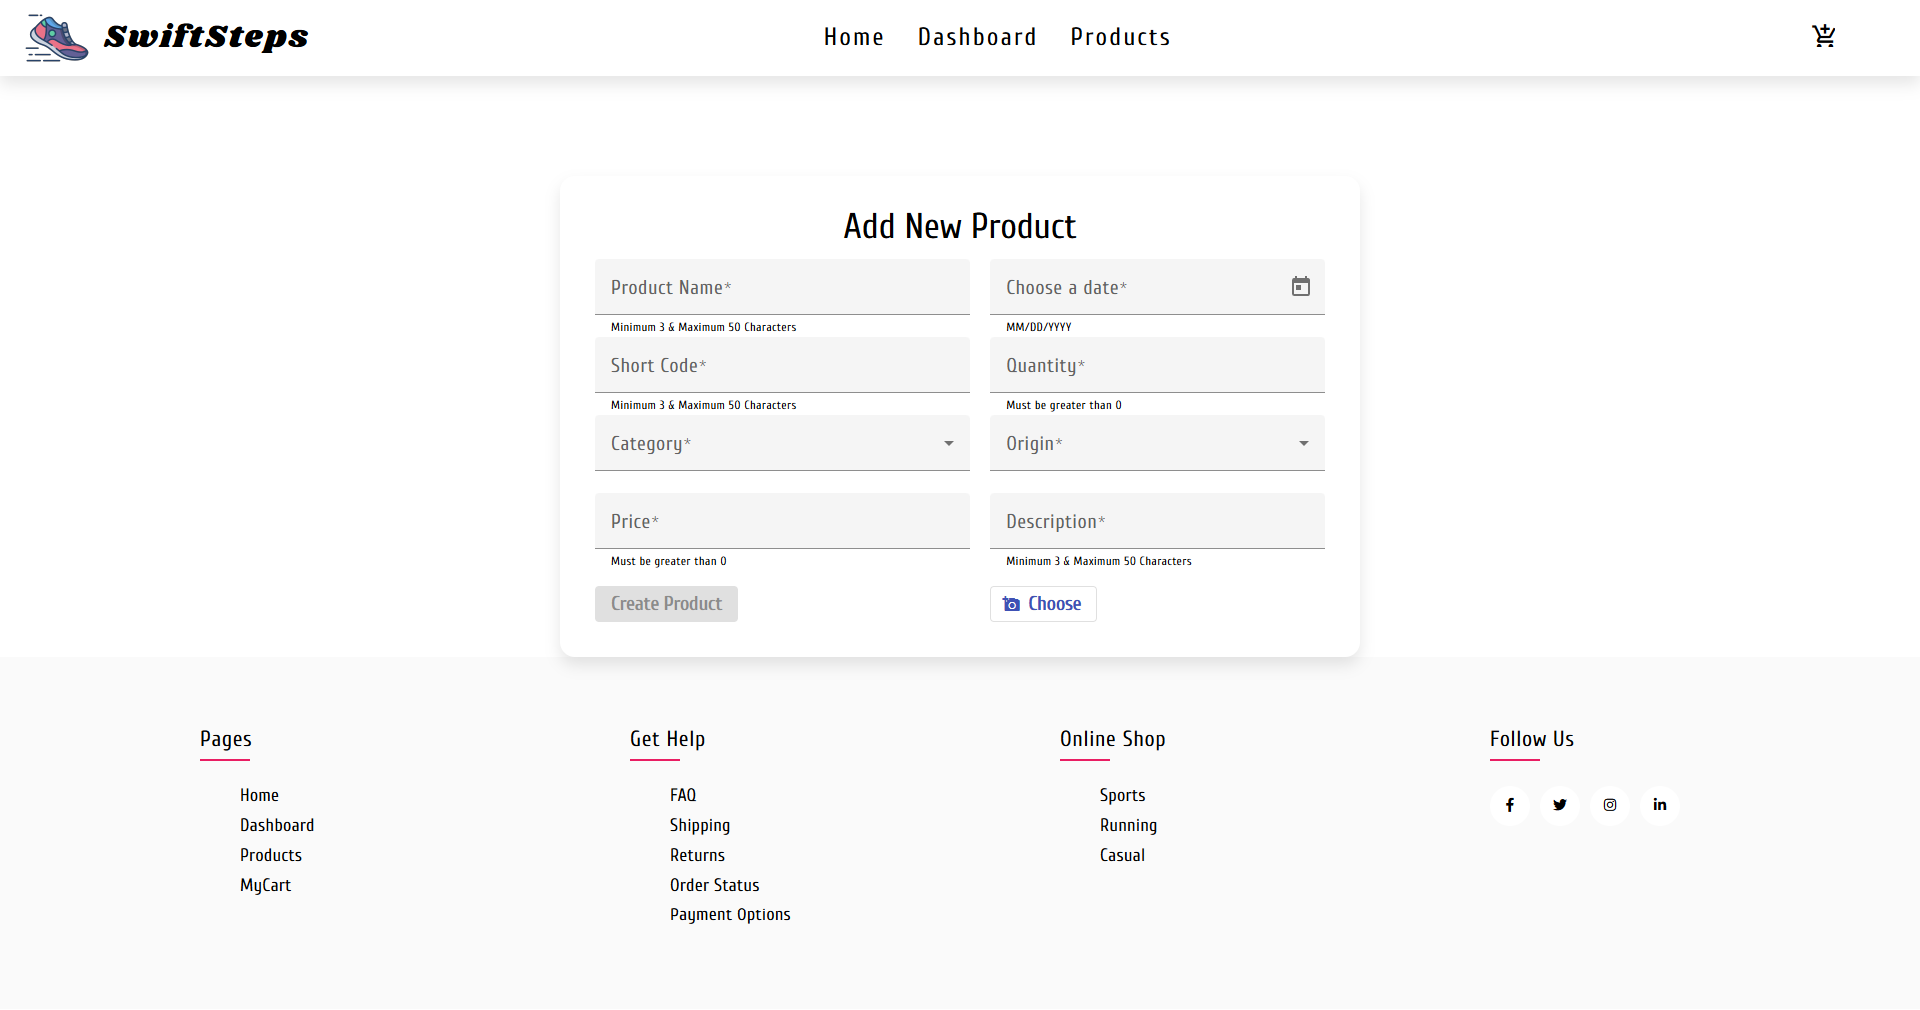 SwiftSteps
Home Dashboard Products
Add New Product
Product Name* Choose a date*
Minimum 3 & Maximum 50 Characters MM/DD/YYYY
Short Code* Quantity*
Minimum 3 & Maximum 50 Characters Must be greater than 0
Category* Origin*
Price* Description*
Must be greater than 0 Minimum 3 & Maximum 50 Characters
Create Product Choose
Pages
Home
Dashboard
Products
MyCart
Get Help
FAQ
Shipping
Returns
Order Status
Payment Options
Online Shop
Sports
Running
Casual
Follow Us